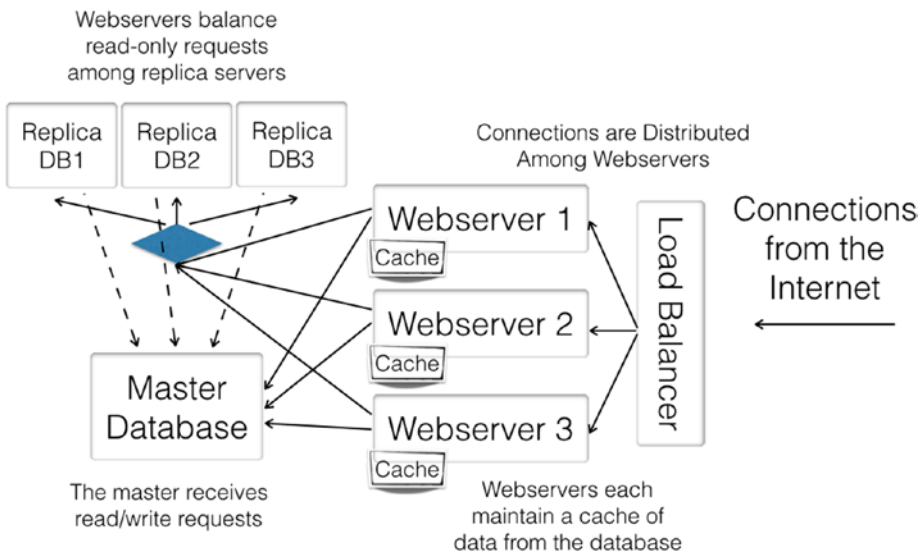 Webservers balance
read-only requests
among replica servers
Replica
DB1
Replica
DB2
Replica
DB3
Connections are Distributed
Among Webservers
Webserver 1
Cache
Webserver 2
Cache
Webserver 3
Cache
Load Balancer
Connections
from the
Internet
Master
Database
The master receives
read/write requests
Webservers each
maintain a cache of
data from the database